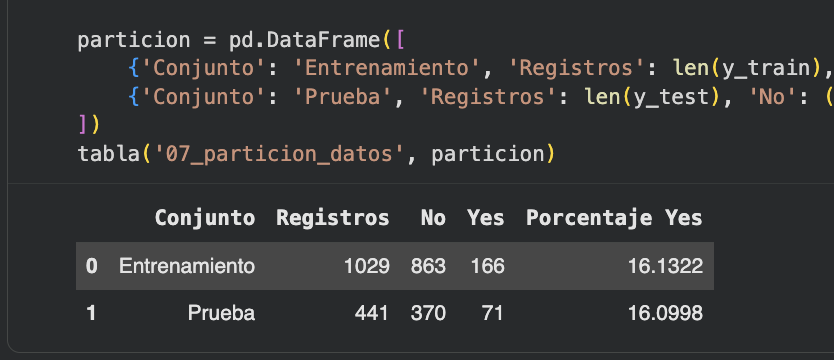 particion = pd.DataFrame([
{'Conjunto': 'Entrenamiento', 'Registros': len(y_train),
{'Conjunto': 'Prueba', 'Registros': len(y_test), 'No': (
])
tabla('07_particion_datos', particion)
Conjunto Registros No Yes Porcentaje Yes
0 Entrenamiento 1029 863 166 16.1322
1 Prueba 441 370 71 16.0998